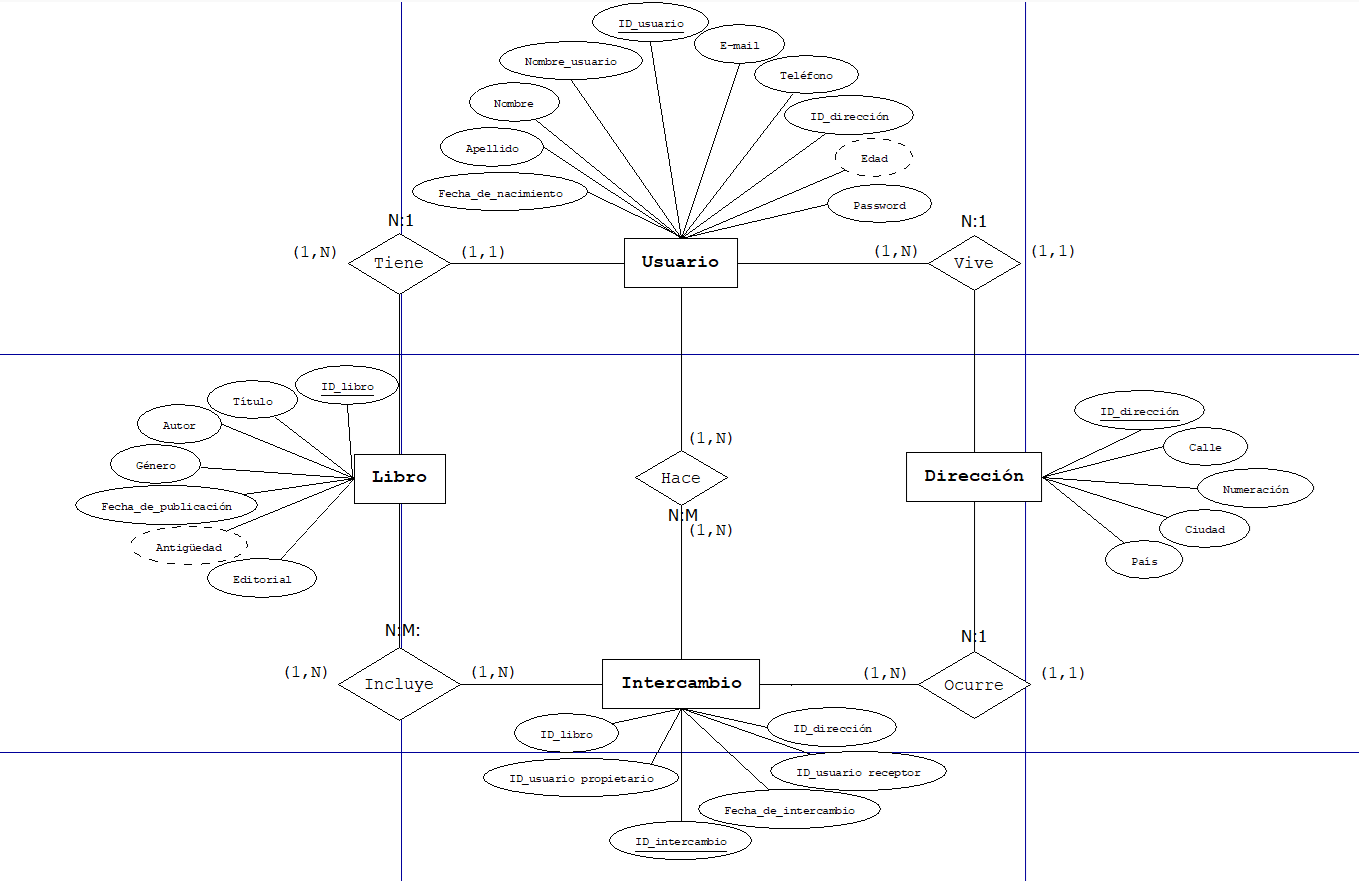 ID_usuario
E-mail
Nombre_usuario
Teléfono
Nombre
ID_dirección
Apellido
Edad
Fecha_de_nacimiento
Password
N:1
N:1
(1,N)
Tiene
(1,1)
Usuario
(1,N)
Vive
(1,1)
ID_libro
Título
Autor
Género
Fecha_de_publicación
Antigüedad
Editorial
Libro
(1,N)
Hace
N:M
(1,N)
Dirección
ID_dirección
Calle
Numeración
Ciudad
País
N:M:
N:1
(1,N)
Incluye
(1,N)
Intercambio
(1,N)
Ocurre
(1,1)
ID_libro
ID_dirección
ID_usuario propietario
ID_usuario receptor
Fecha_de_intercambio
ID_intercambio